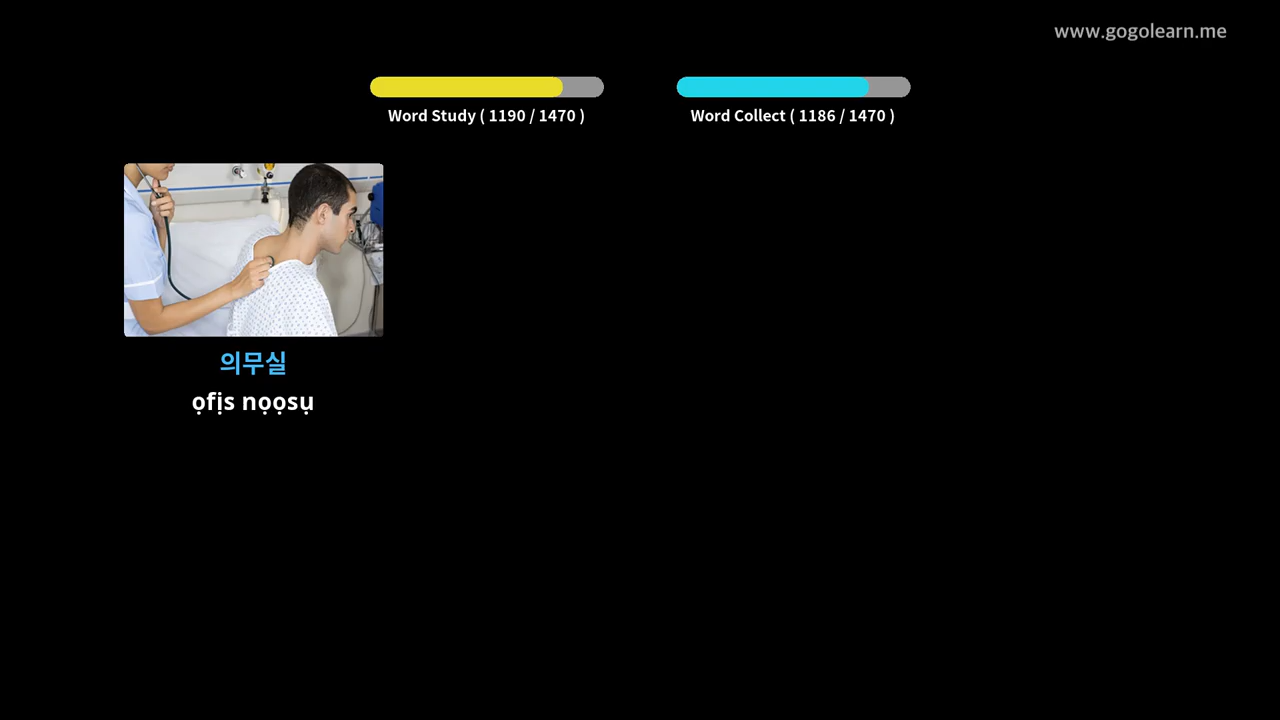 www.gogolearn.me
Word Study ( 1190 / 1470 )
Word Collect ( 1186 / 1470 )
의무실
ọfịs nọọsụ